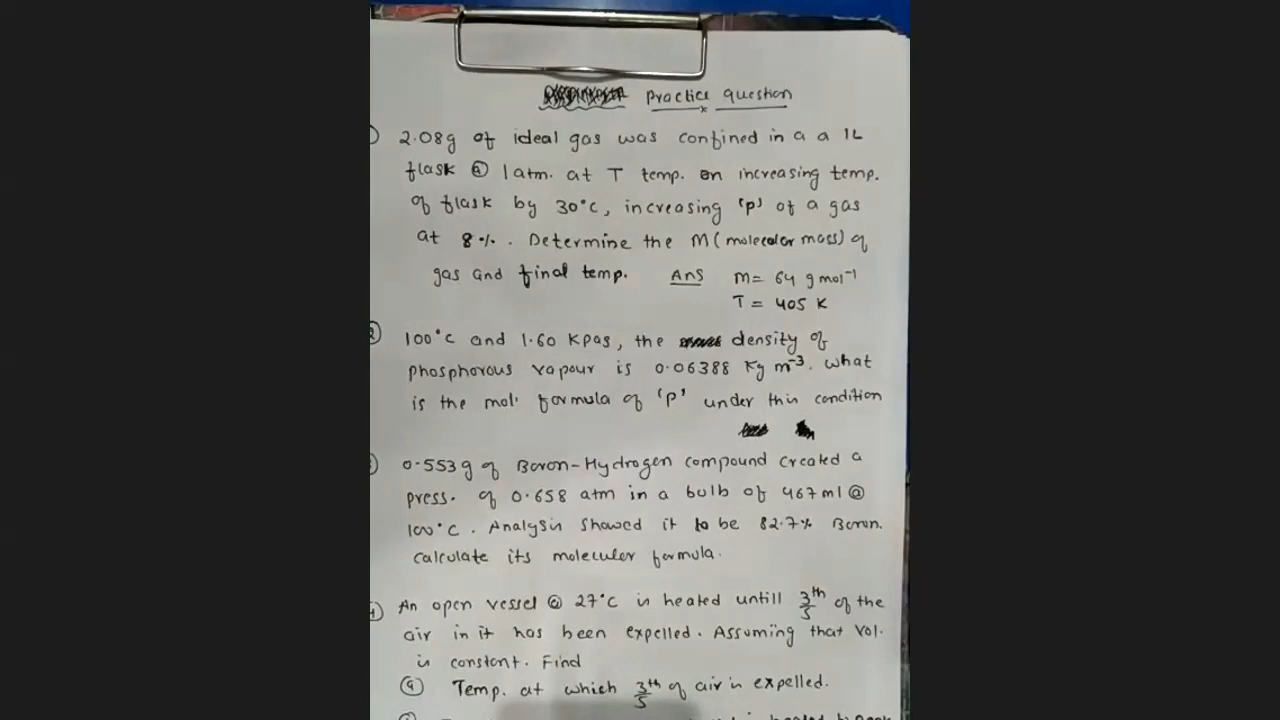 Practice Question
2.08g of ideal gas was confined in a a 1L
flask @ 1 atm. at T temp. on increasing temp.
of flask by 30°C, increasing 'p' of a gas
at 8%. Determine the M (molecular mass) of
gas and final temp. Ans M = 64 g mol⁻¹
T = 405 K
100°C and 1.60 KPas, the density of
phosphorous vapour is 0.06388 Kg m⁻³. what
is the mol. formula of 'p' under this condition
0.553g of Boron-Hydrogen compound created a
press. of 0.658 atm in a bulb of 467 ml @
100°C. Analysis showed it to be 82.7% Boron.
calculate its molecular formula.
An open vessel @ 27°C is heated untill 3/5th of the
air in it has been expelled. Assuming that vol.
is constant. Find
(a) Temp. at which 3/5th of air is expelled.